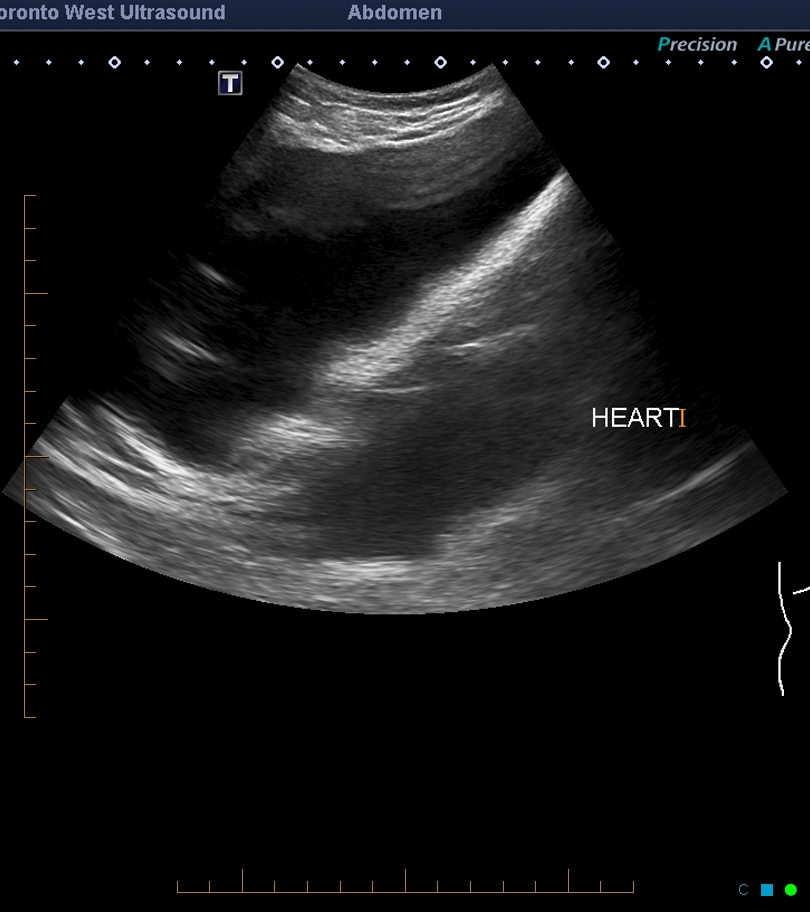 oronto West Ultrasound Abdomen
Precision A Pure
T
HEART
C